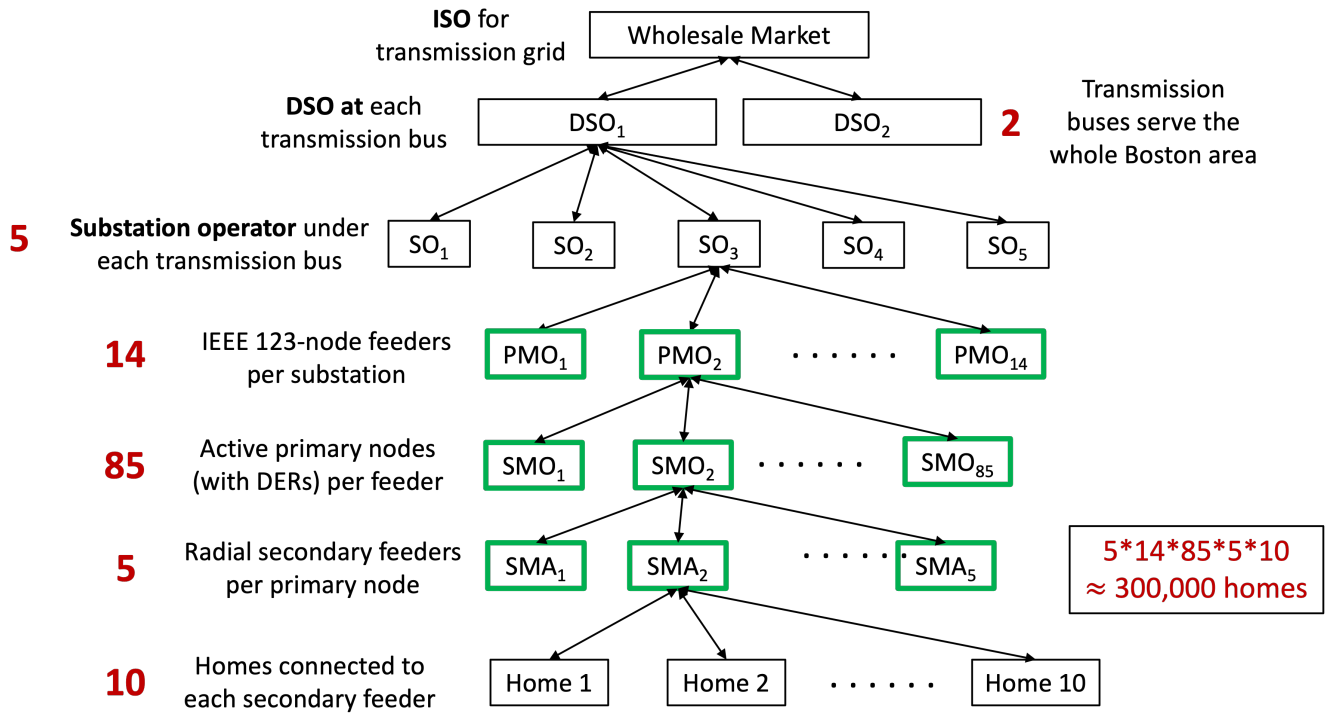 ISO for
transmission grid
Wholesale Market
DSO at each
transmission bus
DSO₁
DSO₂
2
Transmission
buses serve the
whole Boston area
5
Substation operator under
each transmission bus
SO₁
SO₂
SO₃
SO₄
SO₅
14
IEEE 123-node feeders
per substation
PMO₁
PMO₂
. . . . . .
PMO₁₄
85
Active primary nodes
(with DERs) per feeder
SMO₁
SMO₂
. . . . . .
SMO₈₅
5
Radial secondary feeders
per primary node
SMA₁
SMA₂
. . . . . .
SMA₅
5*14*85*5*10
≈ 300,000 homes
10
Homes connected to
each secondary feeder
Home 1
Home 2
. . . . . .
Home 10